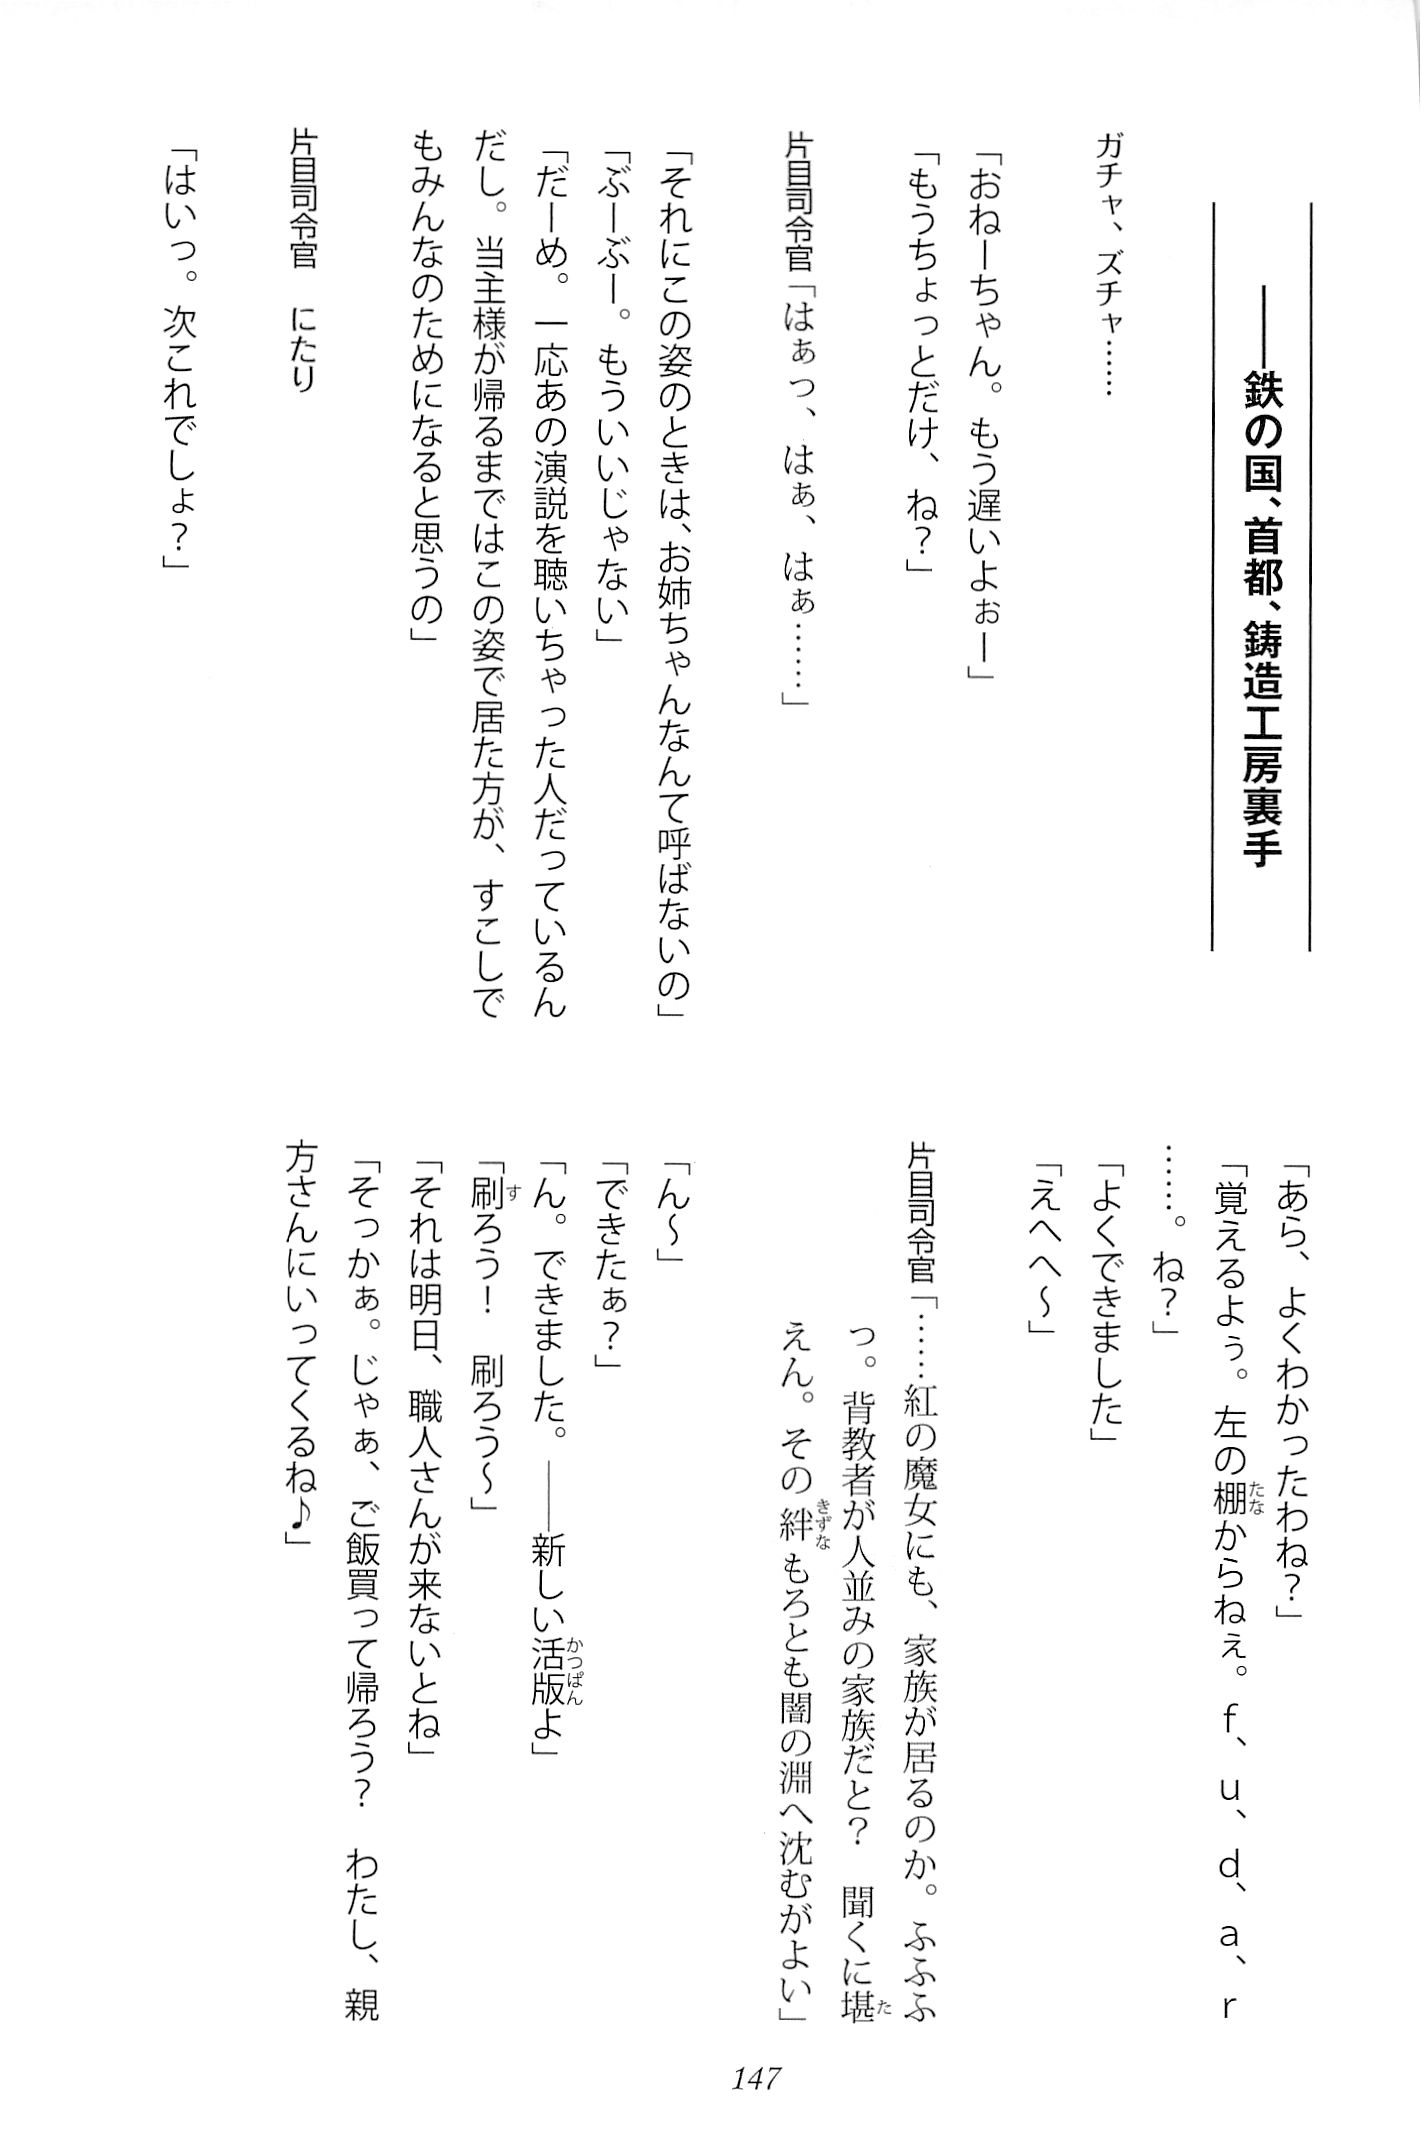 ――鉄の国、首都、鋳造工房裏手
ガチャ、ズチャ……
「おねーちゃん。もう遅いよぉー」
「もうちょっとだけ、ね？」
片目司令官「はぁっ、はぁ、はぁ……」
「それにこの姿のときは、お姉ちゃんなんて呼ばないの」
「ぶーぶー。もういいじゃない」
「だーめ。一応あの演説を聴いちゃった人だっているん
だし。当主様が帰るまではこの姿で居た方が、すこしで
もみんなのためになると思うの」
片目司令官　にたり
「はいっ。次これでしょ？」
「あら、よくわかったわね？」
「覚えるよぅ。左の棚からねぇ。ｆ、ｕ、ｄ、ａ、ｒ
……。ね？」
「よくできました」
「えへへ～」
片目司令官「……紅の魔女にも、家族が居るのか。ふふふ
っ。背教者が人並みの家族だと？　聞くに堪
えん。その絆もろとも闇の淵へ沈むがよい」
「ん～」
「できたぁ？」
「ん。できました。――新しい活版よ」
「刷ろう！　刷ろう～」
「それは明日、職人さんが来ないとね」
「そっかぁ。じゃぁ、ご飯買って帰ろう？　わたし、親
方さんにいってくるね♪」
147